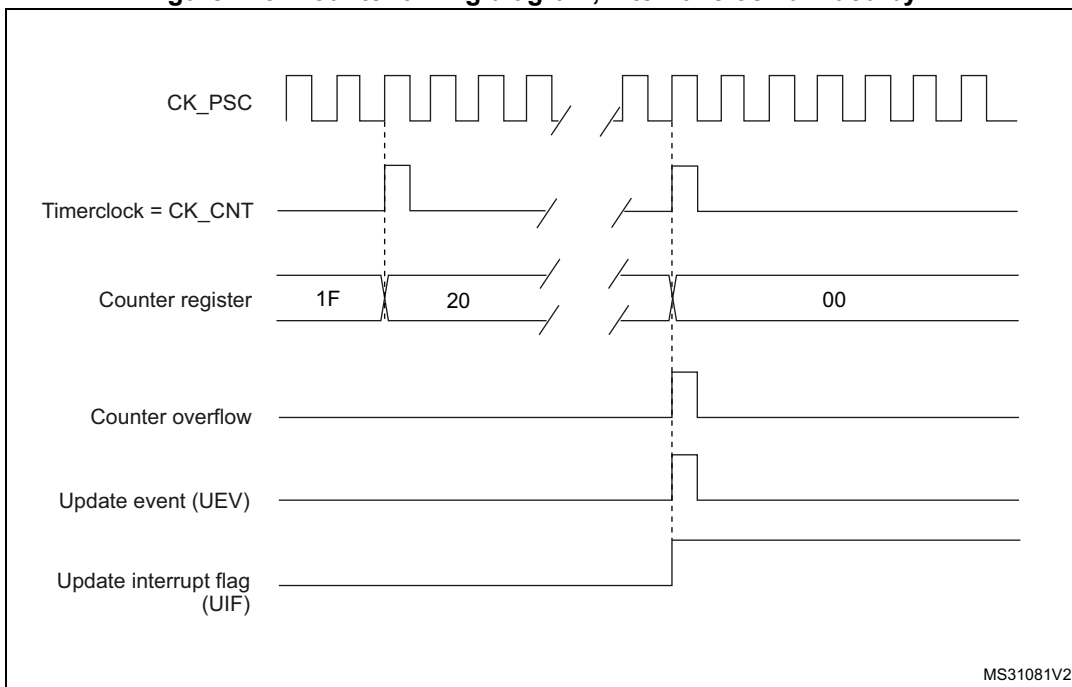 CK_PSC
Timerclock = CK_CNT
Counter register
1F
20
00
Counter overflow
Update event (UEV)
Update interrupt flag
(UIF)
MS31081V2